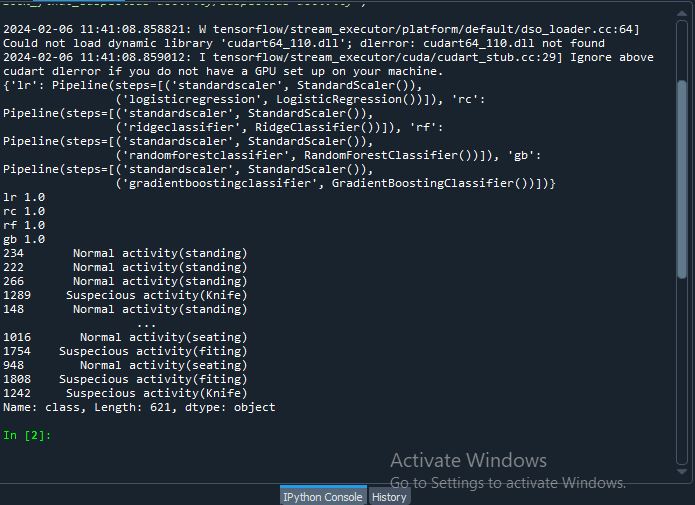 2024-02-06 11:41:08.858821: W tensorflow/stream_executor/platform/default/dso_loader.cc:64]
Could not load dynamic library 'cudart64_110.dll'; dlerror: cudart64_110.dll not found
2024-02-06 11:41:08.859012: I tensorflow/stream_executor/cuda/cudart_stub.cc:29] Ignore above
cudart dlerror if you do not have a GPU set up on your machine.
{'lr': Pipeline(steps=[('standardscaler', StandardScaler()),
('logisticregression', LogisticRegression())]), 'rc':
Pipeline(steps=[('standardscaler', StandardScaler()),
('ridgeclassifier', RidgeClassifier())]), 'rf':
Pipeline(steps=[('standardscaler', StandardScaler()),
('randomforestclassifier', RandomForestClassifier())]), 'gb':
Pipeline(steps=[('standardscaler', StandardScaler()),
('gradientboostingclassifier', GradientBoostingClassifier())])}
lr 1.0
rc 1.0
rf 1.0
gb 1.0
234 Normal activity(standing)
222 Normal activity(standing)
266 Normal activity(standing)
1289 Suspecious activity(Knife)
148 Normal activity(standing)
...
1016 Normal activity(seating)
1754 Suspecious activity(fiting)
948 Normal activity(seating)
1808 Suspecious activity(fiting)
1242 Suspecious activity(Knife)
Name: class, Length: 621, dtype: object
In [2]:
Activate Windows
Go to Settings to activate Windows.
IPython Console History